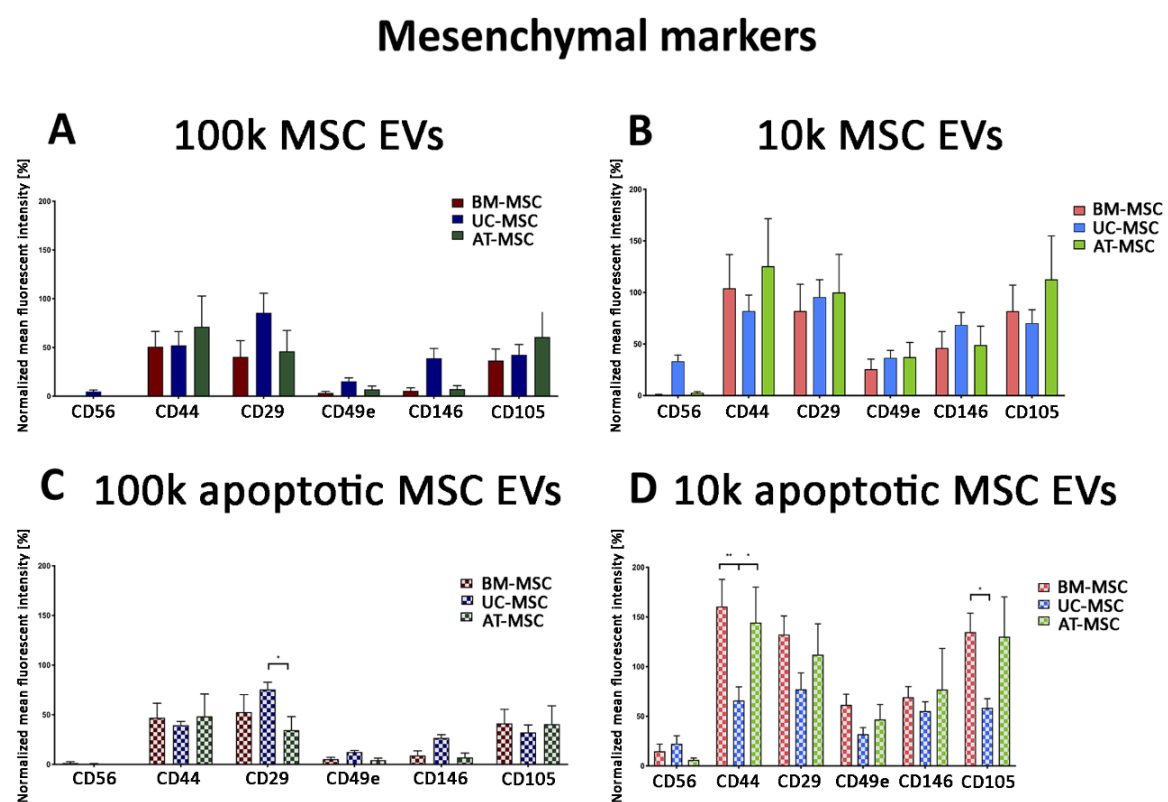 Mesenchymal markers
A 100k MSC EVs
Normalized mean fluorescent intensity [%]
200
150
100
50
0
BM-MSC
UC-MSC
AT-MSC
CD56 CD44 CD29 CD49e CD146 CD105
B 10k MSC EVs
Normalized mean fluorescent intensity [%]
200
150
100
50
0
BM-MSC
UC-MSC
AT-MSC
CD56 CD44 CD29 CD49e CD146 CD105
C 100k apoptotic MSC EVs
Normalized mean fluorescent intensity [%]
200
150
100
50
0
*
BM-MSC
UC-MSC
AT-MSC
CD56 CD44 CD29 CD49e CD146 CD105
D 10k apoptotic MSC EVs
Normalized mean fluorescent intensity [%]
200
150
100
50
0
** * *
BM-MSC
UC-MSC
AT-MSC
CD56 CD44 CD29 CD49e CD146 CD105